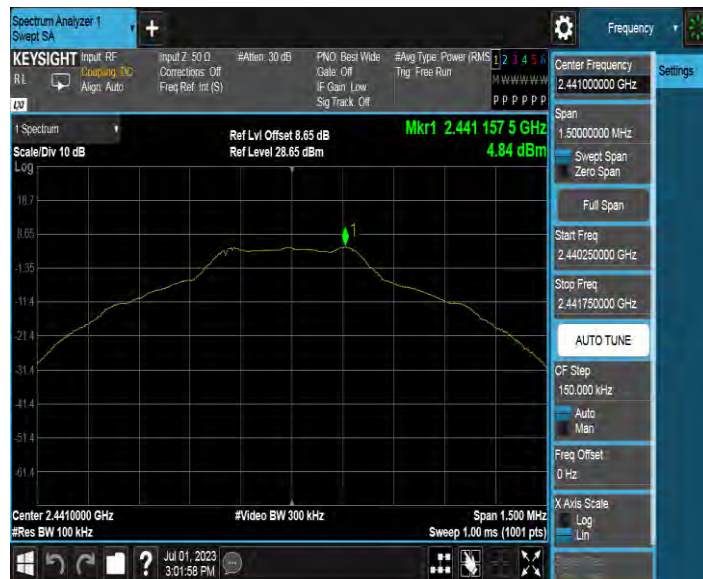 Spectrum Analyzer 1
Swept SA
+
Frequency
KEYSIGHT
RL
LXI
Input: RF
Coupling: DC
Align: Auto
Input Z: 50 Ω
Corrections: Off
Freq Ref: Int (S)
#Atten: 30 dB
PNO: Best Wide
Gate: Off
IF Gain: Low
Sig Track: Off
#Avg Type: Power (RMS
Trig: Free Run
1 2 3 4 5 6
M W W W W W
P P P P P P
1 Spectrum
Scale/Div 10 dB
Log
Ref Lvl Offset 8.65 dB
Ref Level 28.65 dBm
Mkr1 2.441 157 5 GHz
4.84 dBm
18.7
8.65
-1.35
-11.4
-21.4
-31.4
-41.4
-51.4
-61.4
1
Center 2.4410000 GHz
#Res BW 100 kHz
#Video BW 300 kHz
Span 1.500 MHz
Sweep 1.00 ms (1001 pts)
Center Frequency
2.441000000 GHz
Settings
Span
1.50000000 MHz
Swept Span
Zero Span
Full Span
Start Freq
2.440250000 GHz
Stop Freq
2.441750000 GHz
AUTO TUNE
CF Step
150.000 kHz
Auto
Man
Freq Offset
0 Hz
X Axis Scale
Log
Lin
?
Jul 01, 2023
3:01:58 PM